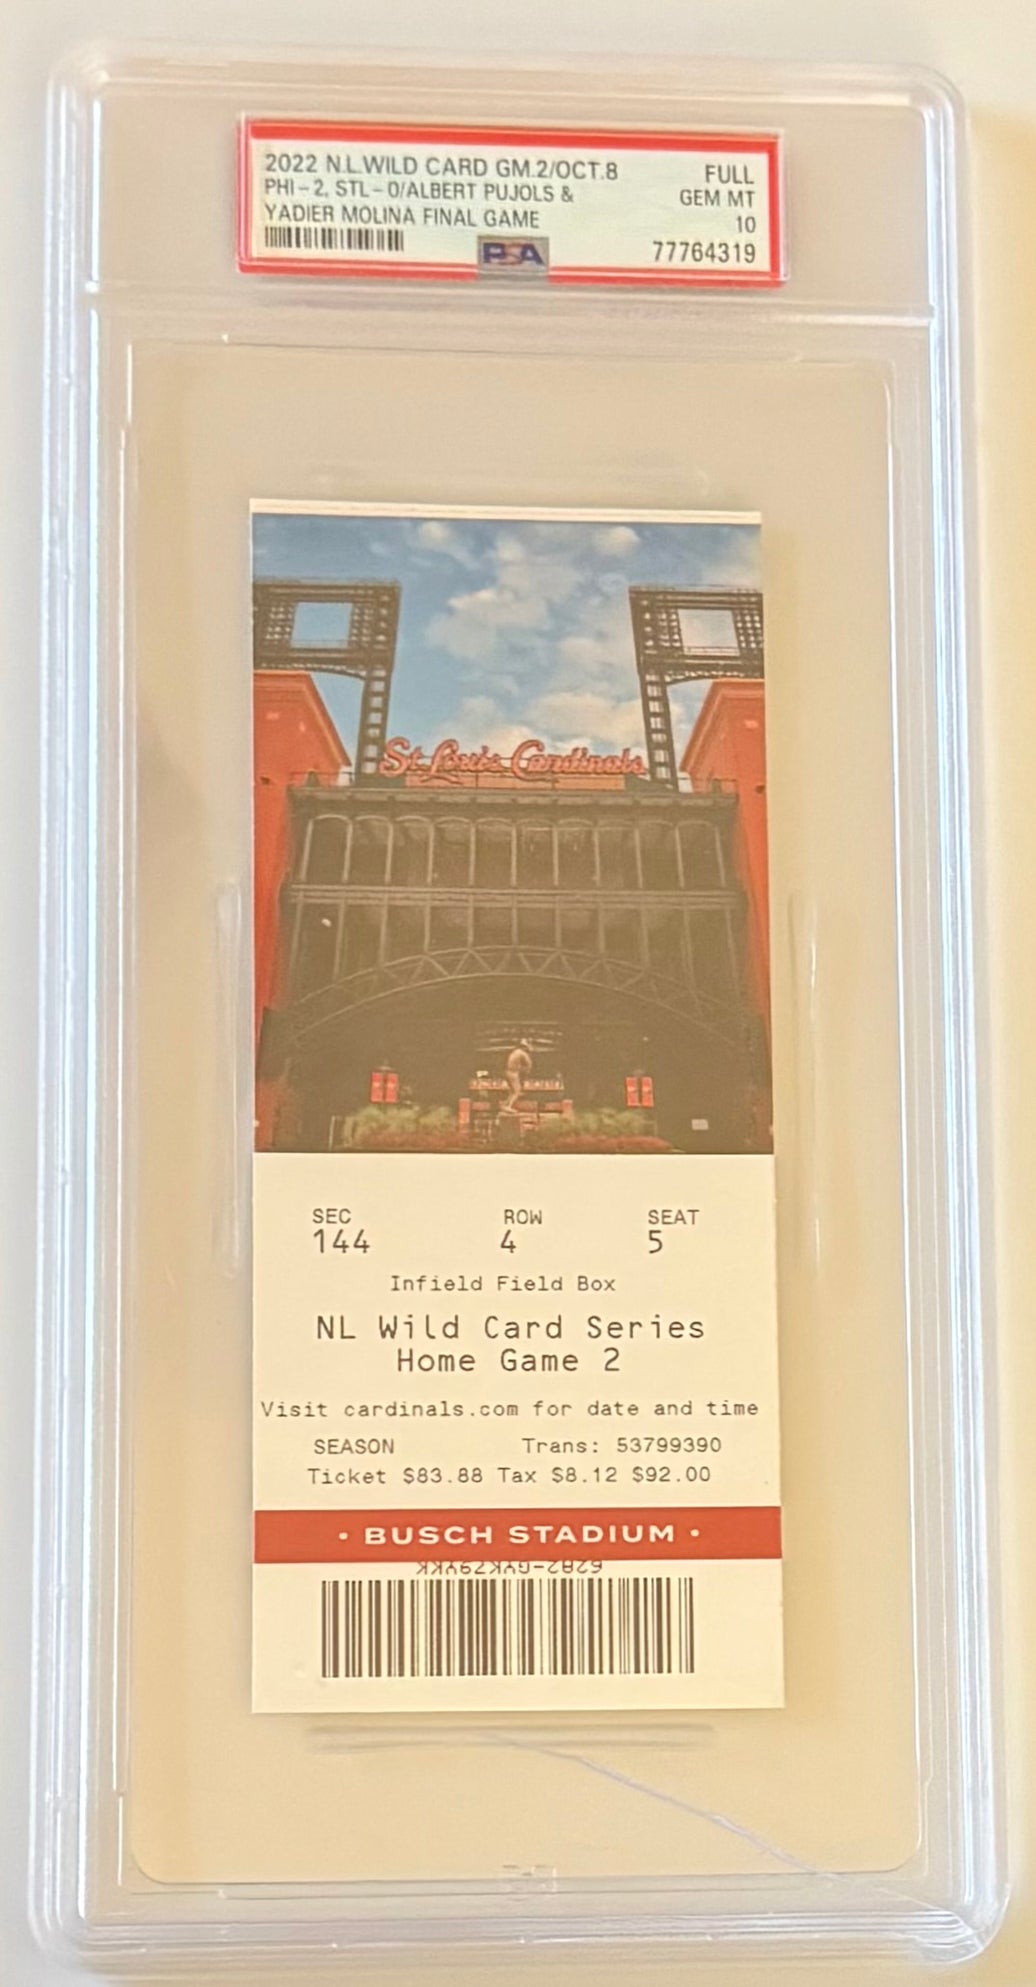 2022 N.L.WILD CARD GM.2/OCT.8 FULL
PHI-2, STL-0/ALBERT PUJOLS & GEM MT
YADIER MOLINA FINAL GAME 10
PSA 77764319
St. Louis Cardinals
SEC ROW SEAT
144 4 5
Infield Field Box
NL Wild Card Series
Home Game 2
Visit cardinals.com for date and time
SEASON Trans: 53799390
Ticket $83.88 Tax $8.12 $92.00
• BUSCH STADIUM •